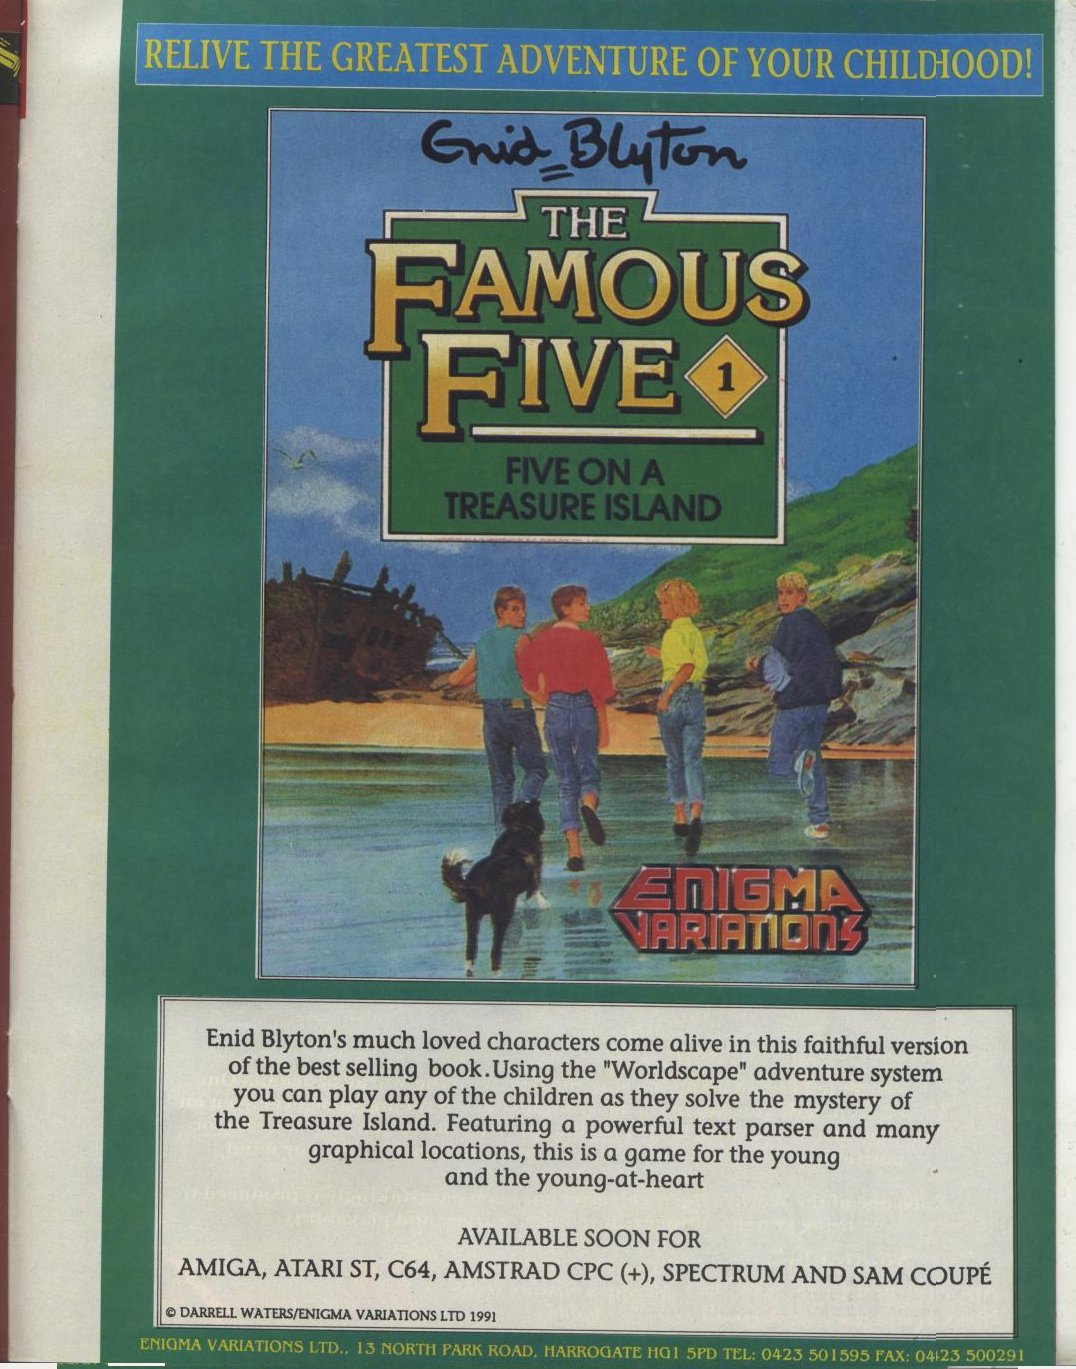 RELIVE THE GREATEST ADVENTURE OF YOUR CHILDHOOD!
Enid Blyton
THE
FAMOUS
FIVE 1
FIVE ON A
TREASURE ISLAND
ENIGMA
VARIATIONS
Enid Blyton's much loved characters come alive in this faithful version
of the best selling book.Using the "Worldscape" adventure system
you can play any of the children as they solve the mystery of
the Treasure Island. Featuring a powerful text parser and many
graphical locations, this is a game for the young
and the young-at-heart
AVAILABLE SOON FOR
AMIGA, ATARI ST, C64, AMSTRAD CPC (+), SPECTRUM AND SAM COUPÉ
© DARRELL WATERS/ENIGMA VARIATIONS LTD 1991
ENIGMA VARIATIONS LTD., 13 NORTH PARK ROAD, HARROGATE HG1 5PD TEL: 0423 501595 FAX: 0423 500291